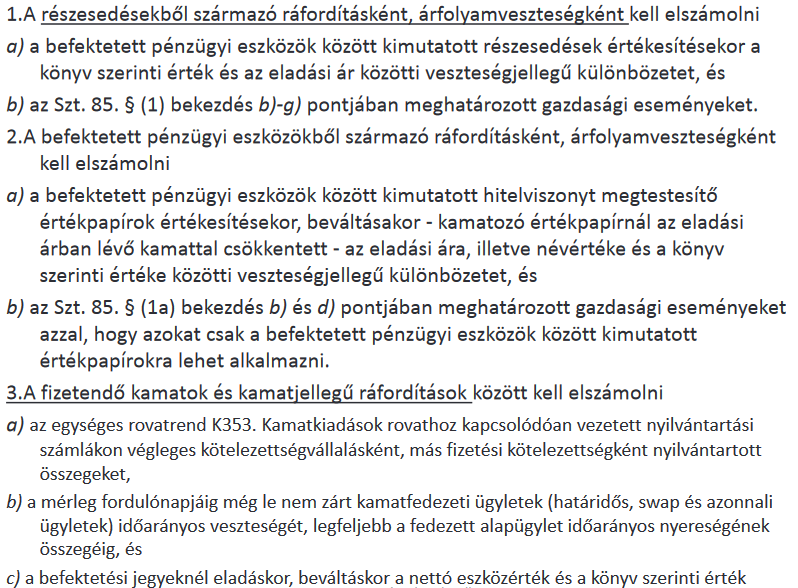 1.A részesedésekből származó ráfordításként, árfolyamveszteségként kell elszámolni
a) a befektetett pénzügyi eszközök között kimutatott részesedések értékesítésekor a
könyv szerinti érték és az eladási ár közötti veszteségjellegű különbözetet, és
b) az Szt. 85. § (1) bekezdés b)-g) pontjában meghatározott gazdasági eseményeket.
2.A befektetett pénzügyi eszközökből származó ráfordításként, árfolyamveszteségként
kell elszámolni
a) a befektetett pénzügyi eszközök között kimutatott hitelviszonyt megtestesítő
értékpapírok értékesítésekor, beváltásakor - kamatozó értékpapírnál az eladási
árban lévő kamattal csökkentett - az eladási ára, illetve névértéke és a könyv
szerinti értéke közötti veszteségjellegű különbözetet, és
b) az Szt. 85. § (1a) bekezdés b) és d) pontjában meghatározott gazdasági eseményeket
azzal, hogy azokat csak a befektetett pénzügyi eszközök között kimutatott
értékpapírokra lehet alkalmazni.
3.A fizetendő kamatok és kamatjellegű ráfordítások között kell elszámolni
a) az egységes rovatrend K353. Kamatkiadások rovathoz kapcsolódóan vezetett nyilvántartási
számlákon végleges kötelezettségvállalásként, más fizetési kötelezettségként nyilvántartott
összegeket,
b) a mérleg fordulónapjáig még le nem zárt kamatfedezeti ügyletek (határidős, swap és azonnali
ügyletek) időarányos veszteségét, legfeljebb a fedezett alapügylet időarányos nyereségének
összegéig, és
c) a befektetési jegyeknél eladáskor, beváltáskor a nettó eszközérték és a könyv szerinti érték